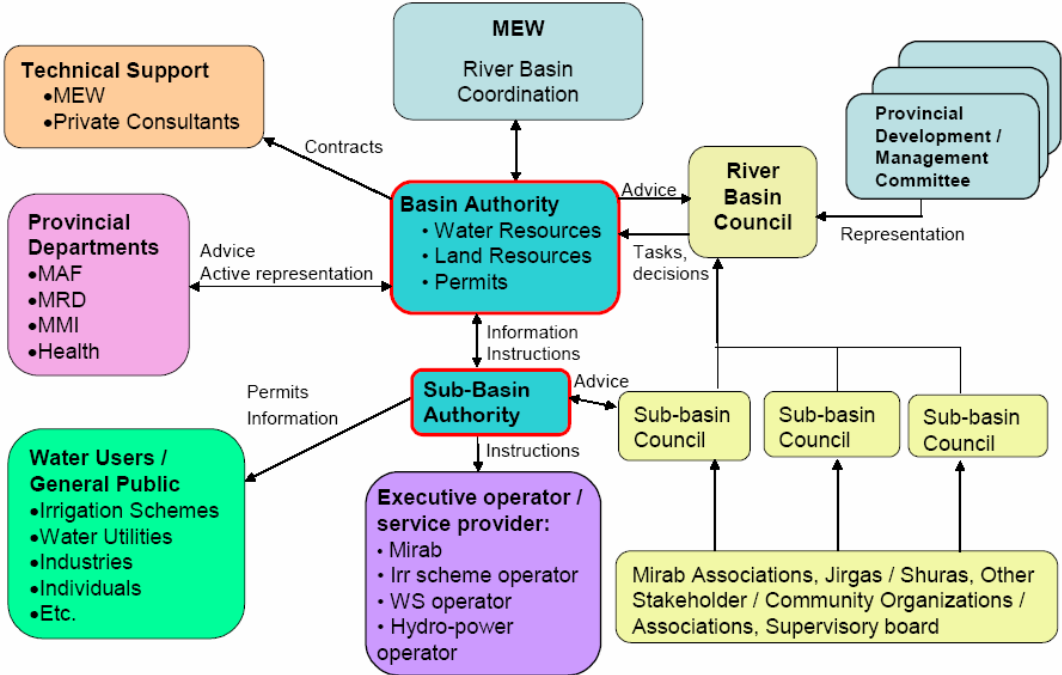 MEW
River Basin
Coordination
Technical Support
•MEW
•Private Consultants
Provincial
Development /
Management
Committee
Contracts
River
Basin
Council
Advice
Basin Authority
• Water Resources
• Land Resources
• Permits
Representation
Tasks,
decisions
Provincial
Departments
•MAF
•MRD
•MMI
•Health
Advice
Active representation
Information
Instructions
Sub-Basin
Authority
Advice
Permits
Information
Sub-basin
Council
Sub-basin
Council
Sub-basin
Council
Instructions
Water Users /
General Public
•Irrigation Schemes
•Water Utilities
•Industries
•Individuals
•Etc.
Executive operator /
service provider:
• Mirab
• Irr scheme operator
• WS operator
• Hydro-power
operator
Mirab Associations, Jirgas / Shuras, Other
Stakeholder / Community Organizations /
Associations, Supervisory board